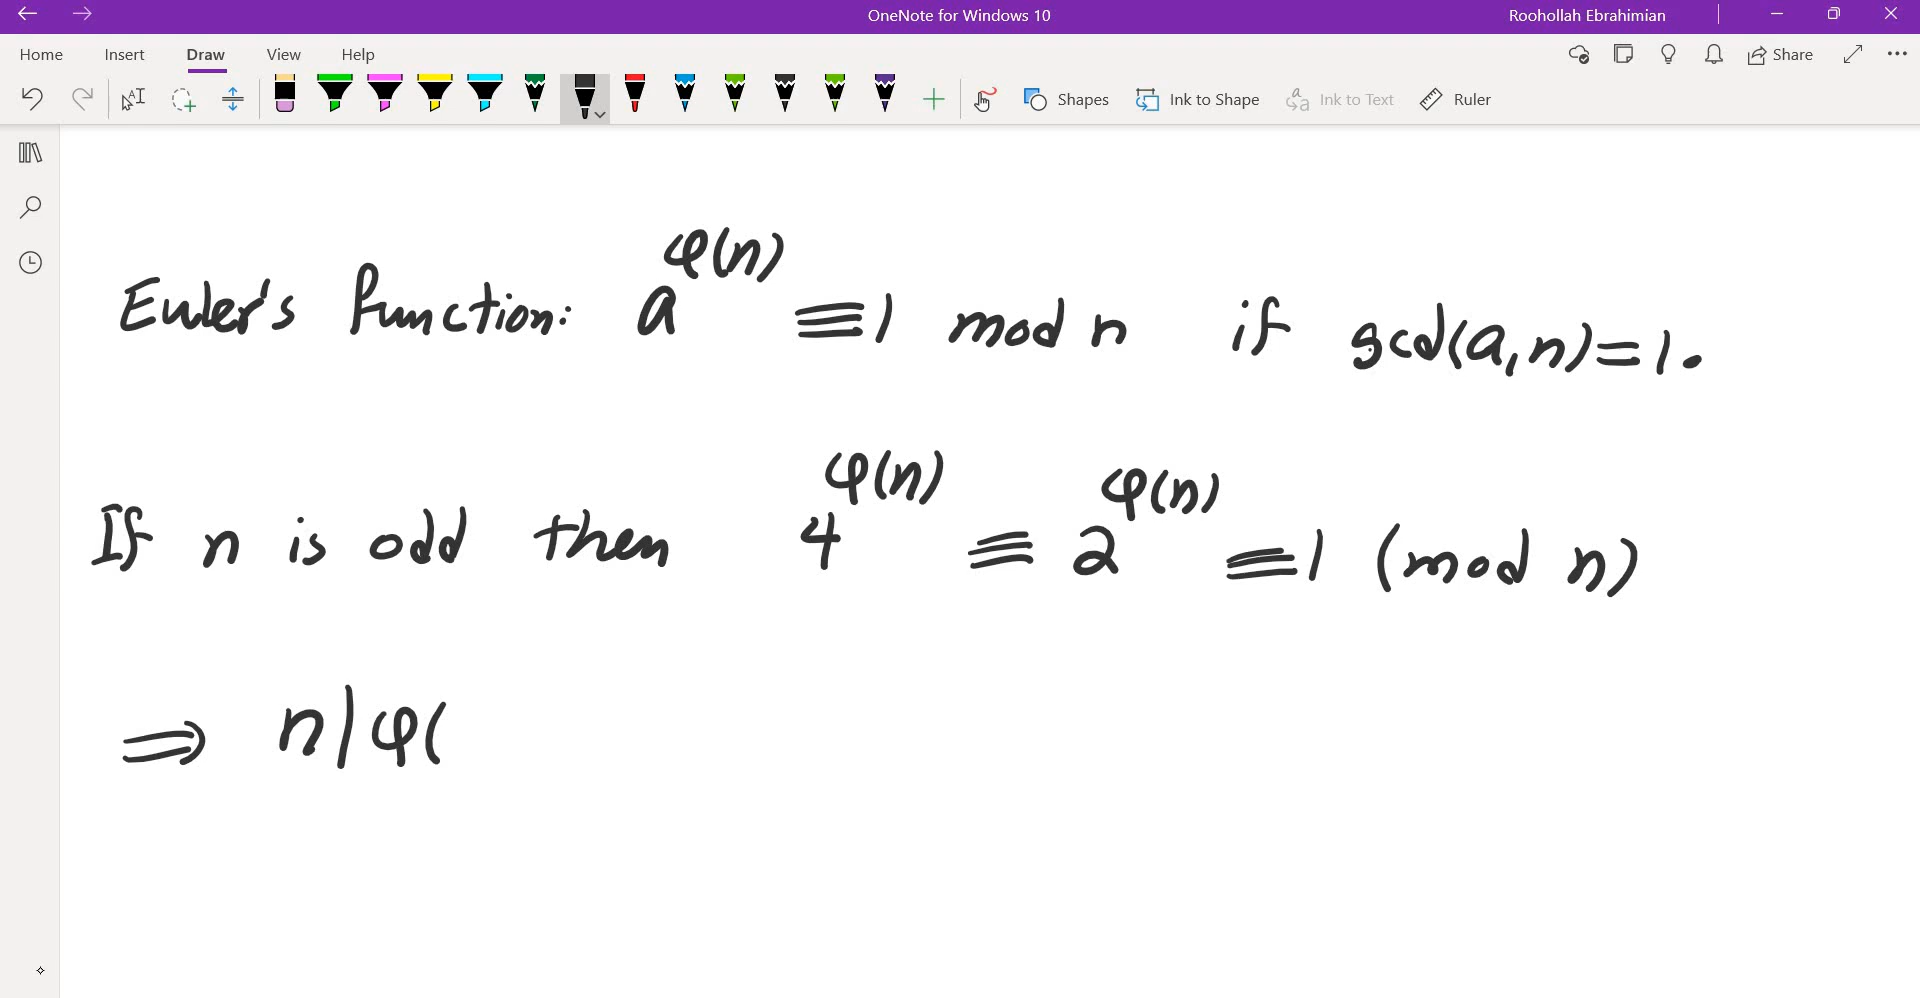 OneNote for Windows 10
Roohollah Ebrahimian
Home Insert Draw View Help
Share
Shapes Ink to Shape Ink to Text Ruler
Euler's function: a^φ(n) ≡ 1 mod n if gcd(a,n)=1.
If n is odd then 4^φ(n) ≡ 2^φ(n) ≡ 1 (mod n)
⇒ n|φ(